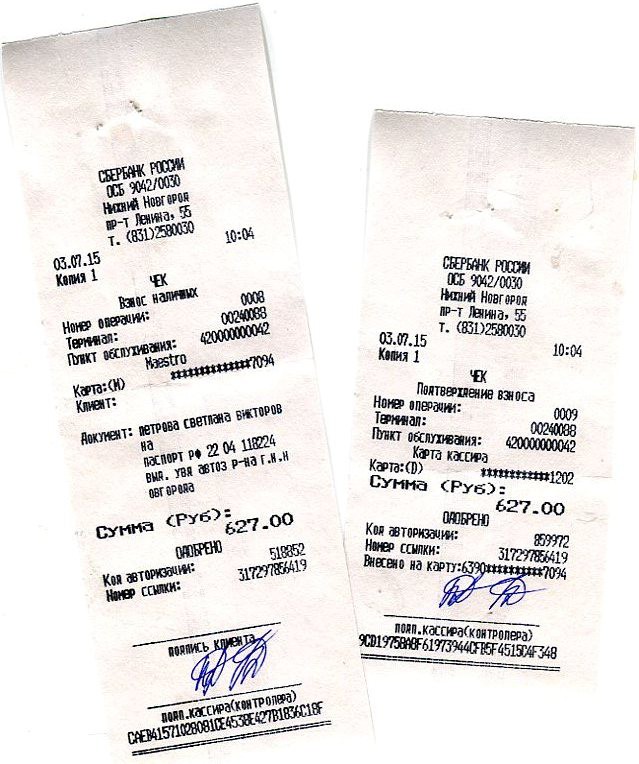 СБЕРБАНК РОССИИ
ОСБ 9042/0030
Нижний Новгород
пр-т Ленина, 55
т. (831)2580030
03.07.15 10:04
Копия 1
ЧЕК
Взнос наличных
Номер операции: 0008
Терминал: 00240088
Пункт обслуживания: 420000000042
Maestro
Карта:(M) ***************7094
Клиент:
Документ: петрова светлана викторов
на
паспорт рф 22 04 118224
выд. увд автоз р-на г.н.н
овгорода
Сумма (Руб):
627.00
ОДОБРЕНО
Код авторизации: 518852
Номер ссылки: 317297856419
подпись клиента
подп.кассира(контролера)
CAEB41571028081CE4538E427B1836C18F
СБЕРБАНК РОССИИ
ОСБ 9042/0030
Нижний Новгород
пр-т Ленина, 55
т. (831)2580030
03.07.15 10:04
Копия 1
ЧЕК
Подтверждение взноса
Номер операции: 0009
Терминал: 00240088
Пункт обслуживания: 420000000042
Карта кассира
Карта:(D) ************1202
Сумма (Руб):
627.00
ОДОБРЕНО
Код авторизации: 859972
Номер ссылки: 317297856419
Внесено на карту:6390**********7094
подп.кассира(контролера)